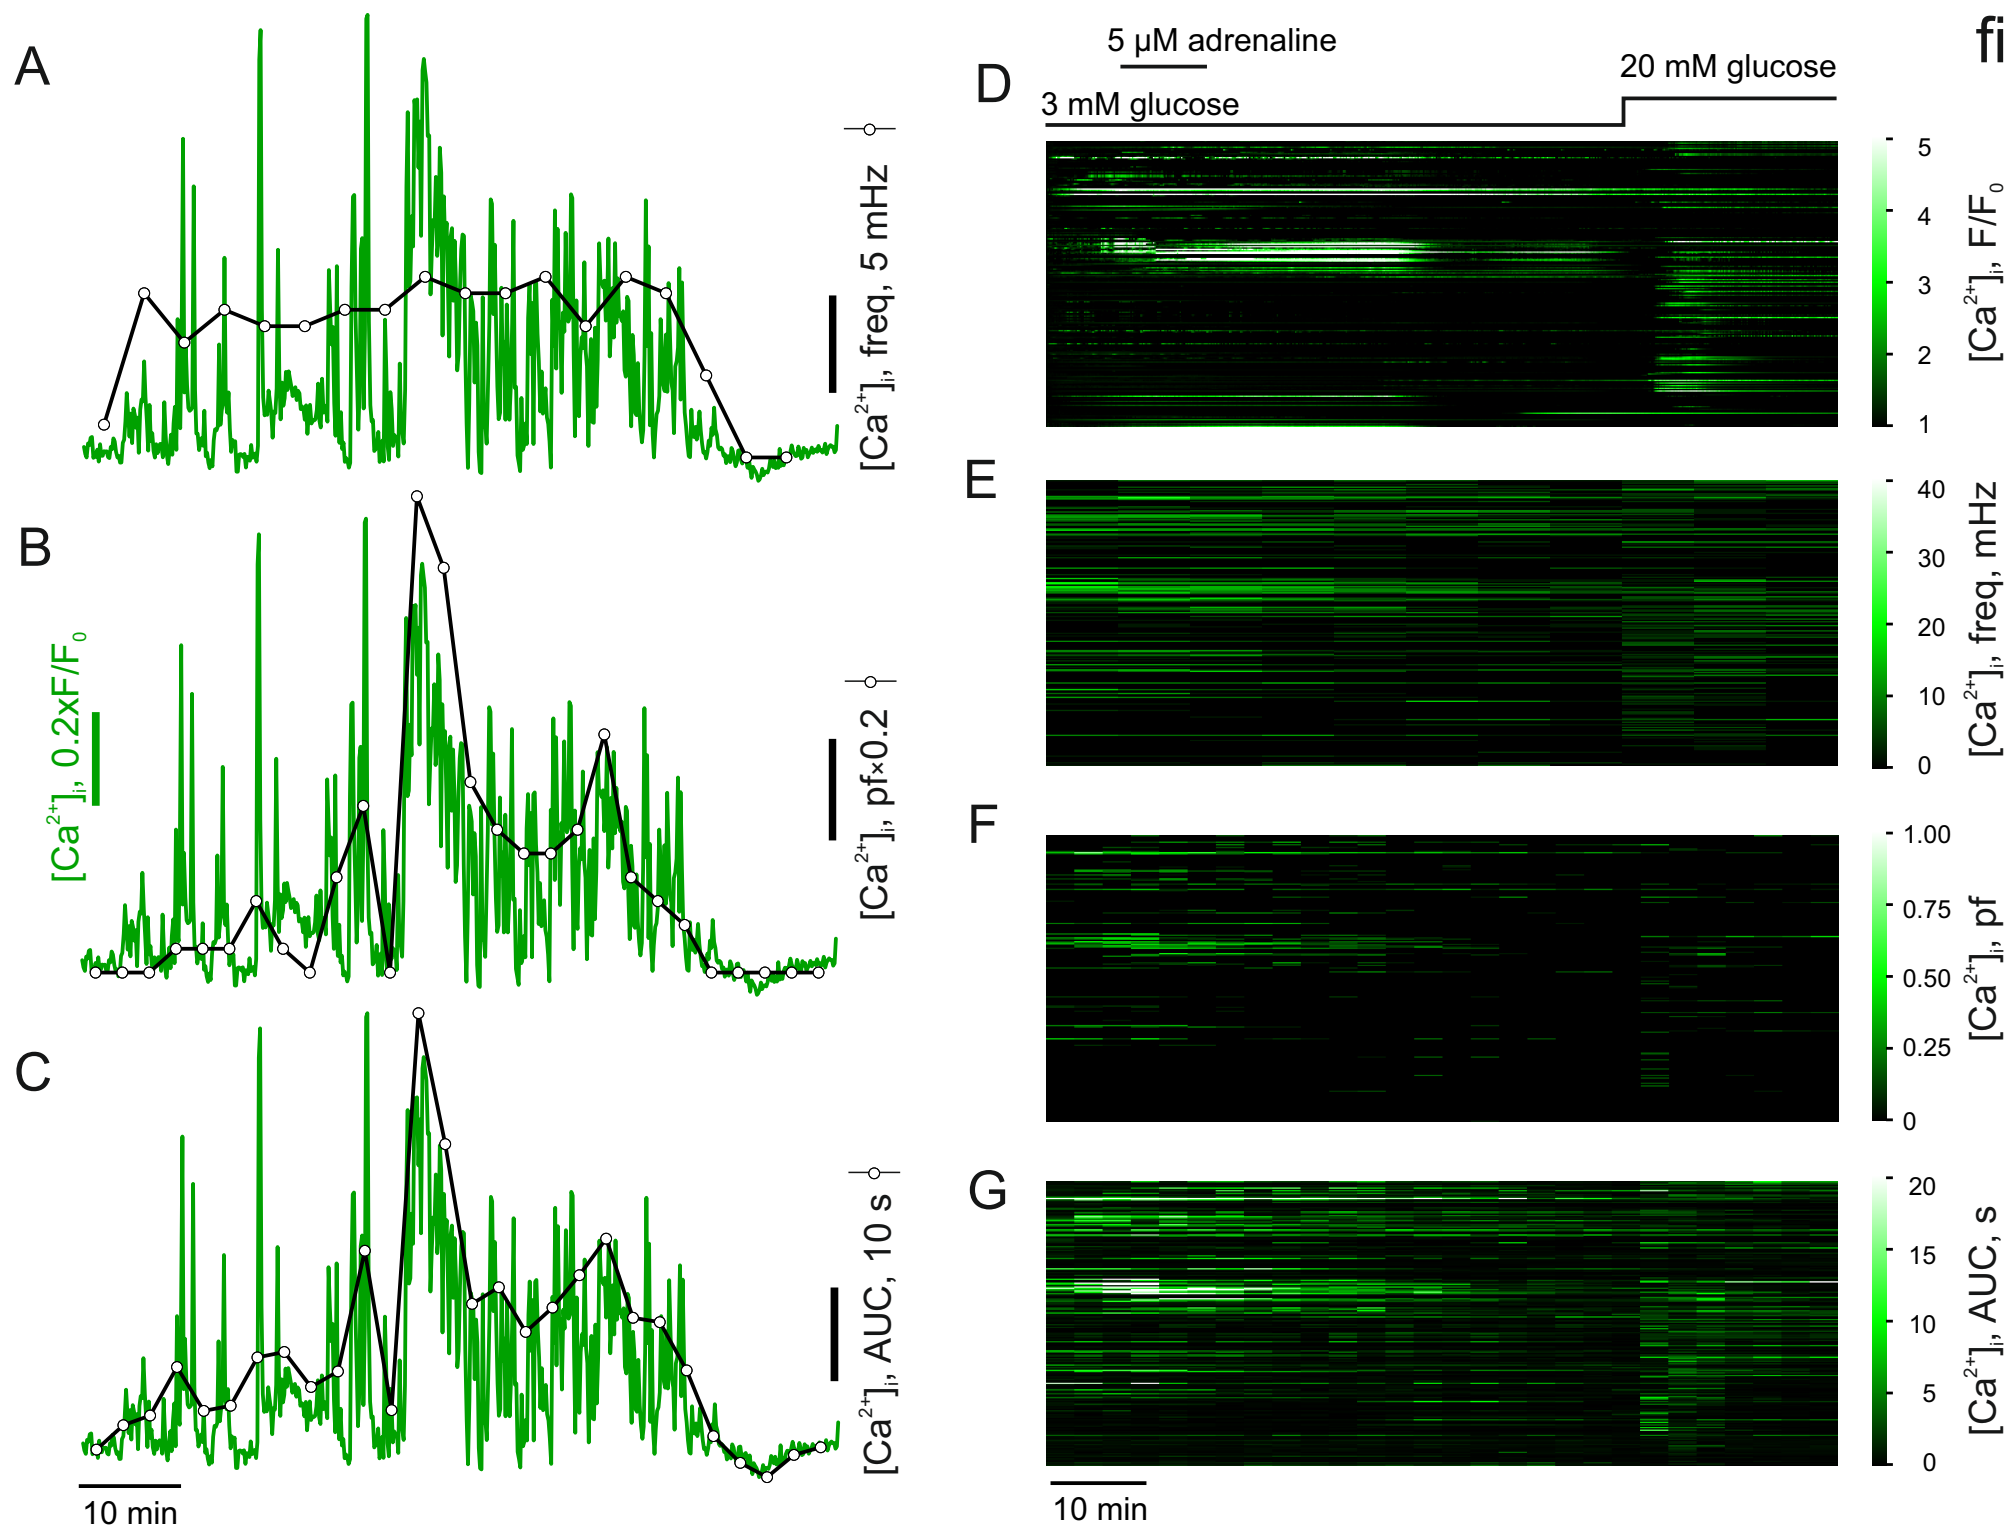 A
[Ca²⁺]ᵢ, freq, 5 mHz
B
[Ca²⁺]ᵢ, 0.2xF/F₀
[Ca²⁺]ᵢ, pf×0.2
C
[Ca²⁺]ᵢ, AUC, 10 s
10 min
fi
D
5 µM adrenaline
20 mM glucose
3 mM glucose
5
4
3
2
1
[Ca²⁺]ᵢ, F/F₀
E
40
30
20
10
0
[Ca²⁺]ᵢ, freq, mHz
F
1.00
0.75
0.50
0.25
0
[Ca²⁺]ᵢ, pf
G
20
15
10
5
0
[Ca²⁺]ᵢ, AUC, s
10 min